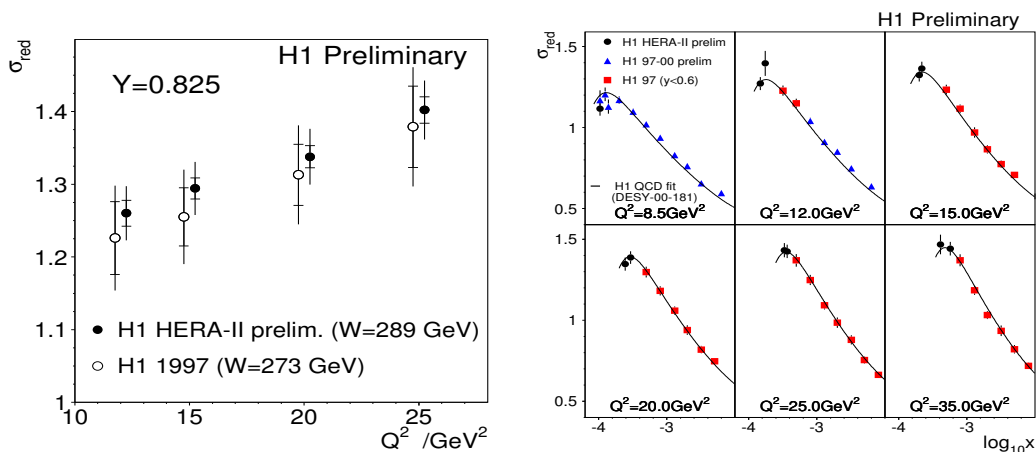 H1 Preliminary
Y=0.825
σred
1.4
1.3
1.2
1.1
1
H1 HERA-II prelim. (W=289 GeV)
H1 1997 (W=273 GeV)
10 15 20 25
Q² /GeV²
H1 Preliminary
σred
1.5
1
0.5
H1 HERA-II prelim
H1 97-00 prelim
H1 97 (y<0.6)
H1 QCD fit
(DESY-00-181)
Q²=8.5GeV²
Q²=12.0GeV²
Q²=15.0GeV²
1.5
1
0.5
Q²=20.0GeV²
Q²=25.0GeV²
Q²=35.0GeV²
-4 -3 -4 -3 -4 -3
log10x